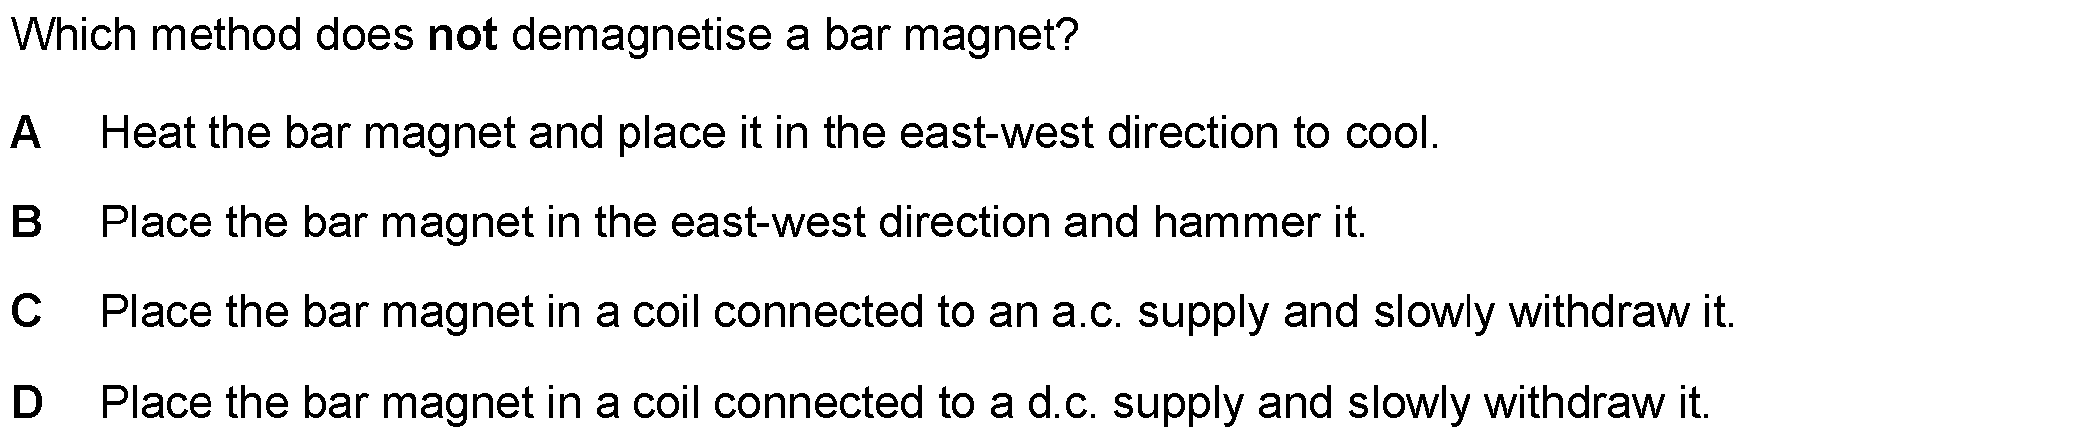 Which method does not demagnetise a bar magnet?
A Heat the bar magnet and place it in the east-west direction to cool.
B Place the bar magnet in the east-west direction and hammer it.
C Place the bar magnet in a coil connected to an a.c. supply and slowly withdraw it.
D Place the bar magnet in a coil connected to a d.c. supply and slowly withdraw it.